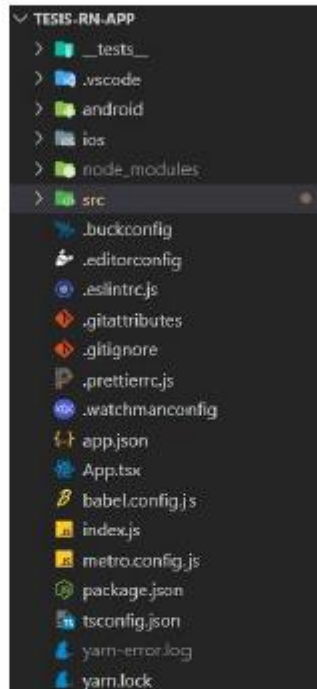 TESIS-RN-APP
__tests__
.vscode
android
ios
node_modules
src
.buckconfig
.editorconfig
.eslintrc.js
.gitattributes
.gitignore
.prettierrc.js
.watchmanconfig
app.json
App.tsx
babel.config.js
index.js
metro.config.js
package.json
tsconfig.json
yarn-error.log
yarn.lock